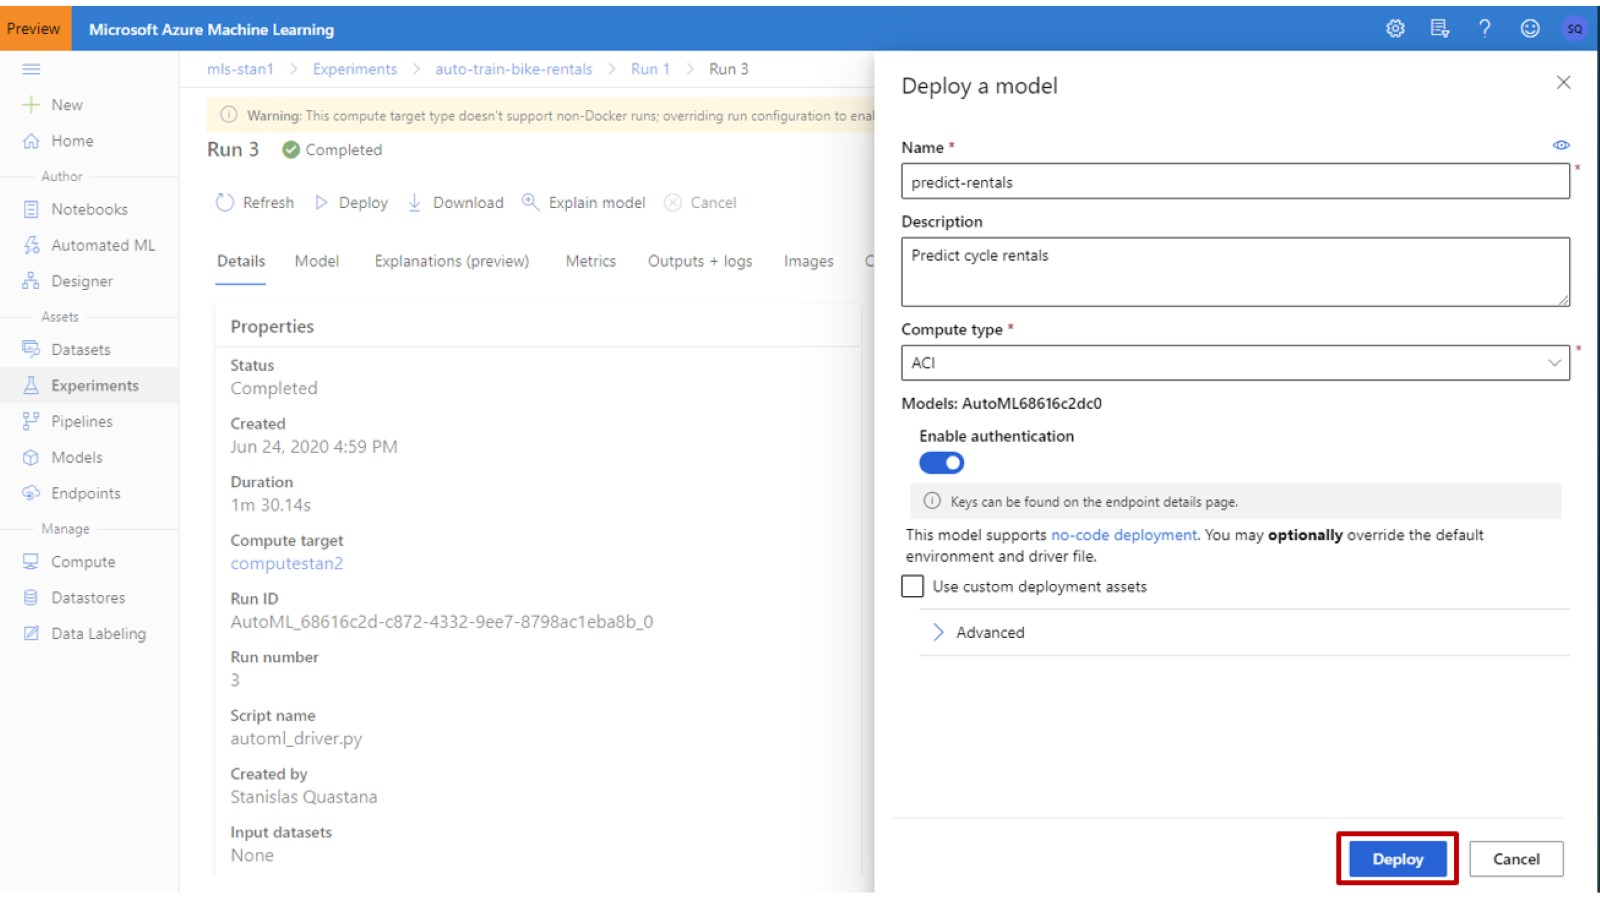 Preview
Microsoft Azure Machine Learning
SQ
New
Home
Author
Notebooks
Automated ML
Designer
Assets
Datasets
Experiments
Pipelines
Models
Endpoints
Manage
Compute
Datastores
Data Labeling
mls-stan1 > Experiments > auto-train-bike-rentals > Run 1 > Run 3
Warning: This compute target type doesn't support non-Docker runs; overriding run configuration to enal
Run 3 Completed
Refresh Deploy Download Explain model Cancel
Details Model Explanations (preview) Metrics Outputs + logs Images
Properties
Status
Completed
Created
Jun 24, 2020 4:59 PM
Duration
1m 30.14s
Compute target
computestan2
Run ID
AutoML_68616c2d-c872-4332-9ee7-8798ac1eba8b_0
Run number
3
Script name
automl_driver.py
Created by
Stanislas Quastana
Input datasets
None
Deploy a model
Name *
predict-rentals *
Description
Predict cycle rentals
Compute type *
ACI *
Models: AutoML68616c2dc0
Enable authentication
Keys can be found on the endpoint details page.
This model supports no-code deployment. You may optionally override the default
environment and driver file.
Use custom deployment assets
Advanced
Deploy Cancel